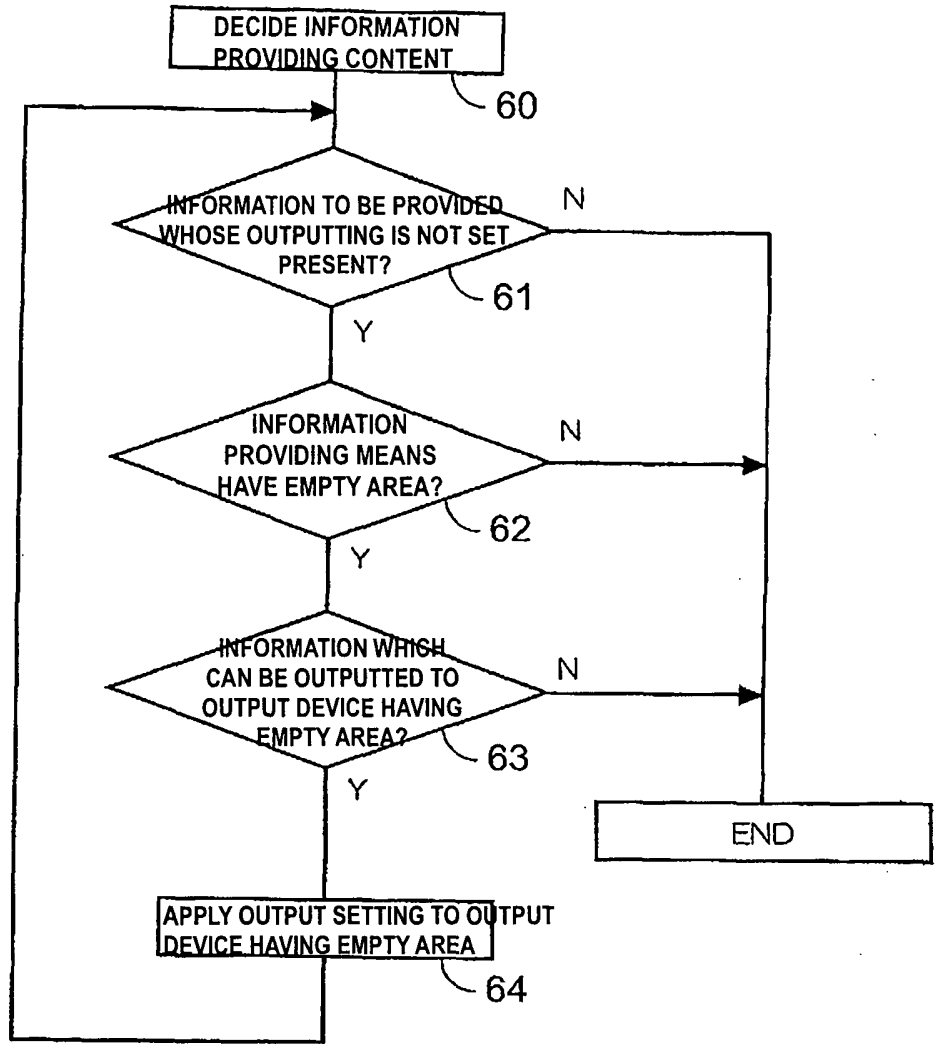 DECIDE INFORMATION
PROVIDING CONTENT
60
INFORMATION TO BE PROVIDED
WHOSE OUTPUTTING IS NOT SET
PRESENT?
N
61
Y
INFORMATION
PROVIDING MEANS
HAVE EMPTY AREA?
N
62
Y
INFORMATION WHICH
CAN BE OUTPUTTED TO
OUTPUT DEVICE HAVING
EMPTY AREA?
N
63
Y
END
APPLY OUTPUT SETTING TO OUTPUT
DEVICE HAVING EMPTY AREA
64